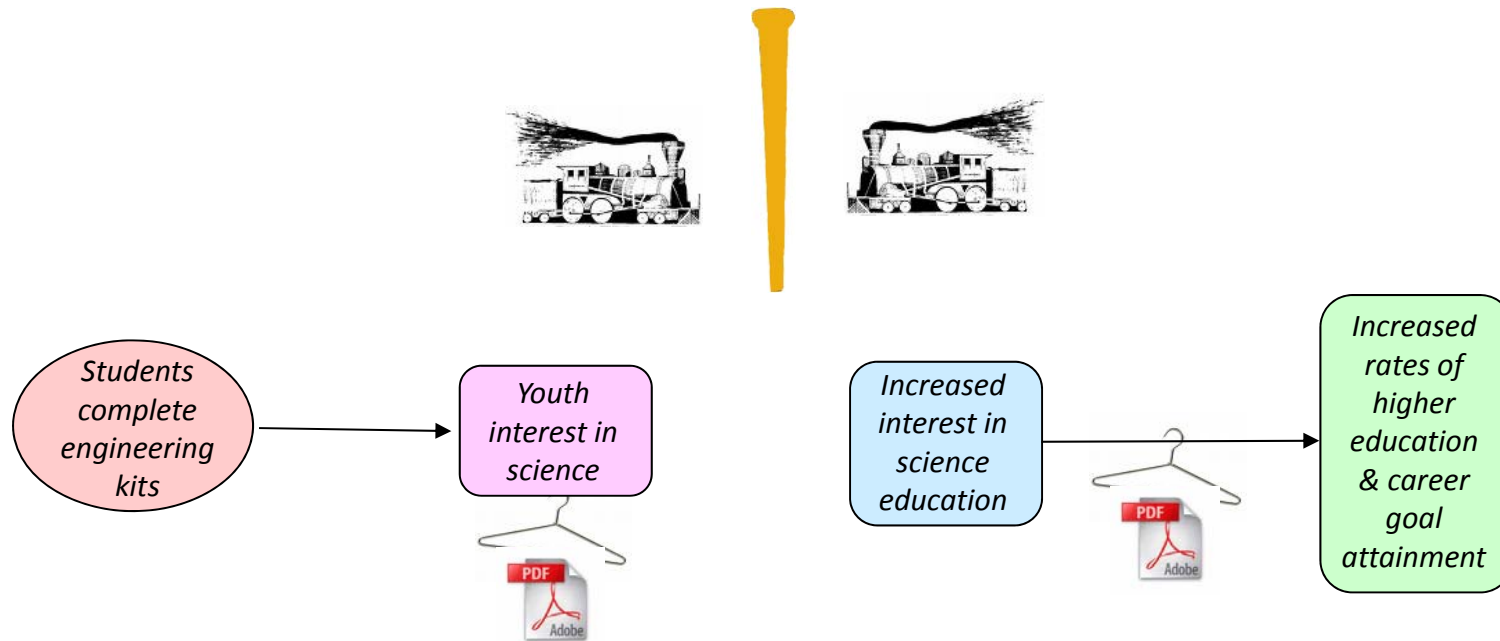 Students
complete
engineering
kits
Youth
interest in
science
Increased
interest in
science
education
Increased
rates of
higher
education
& career
goal
attainment
PDF
Adobe
PDF
Adobe